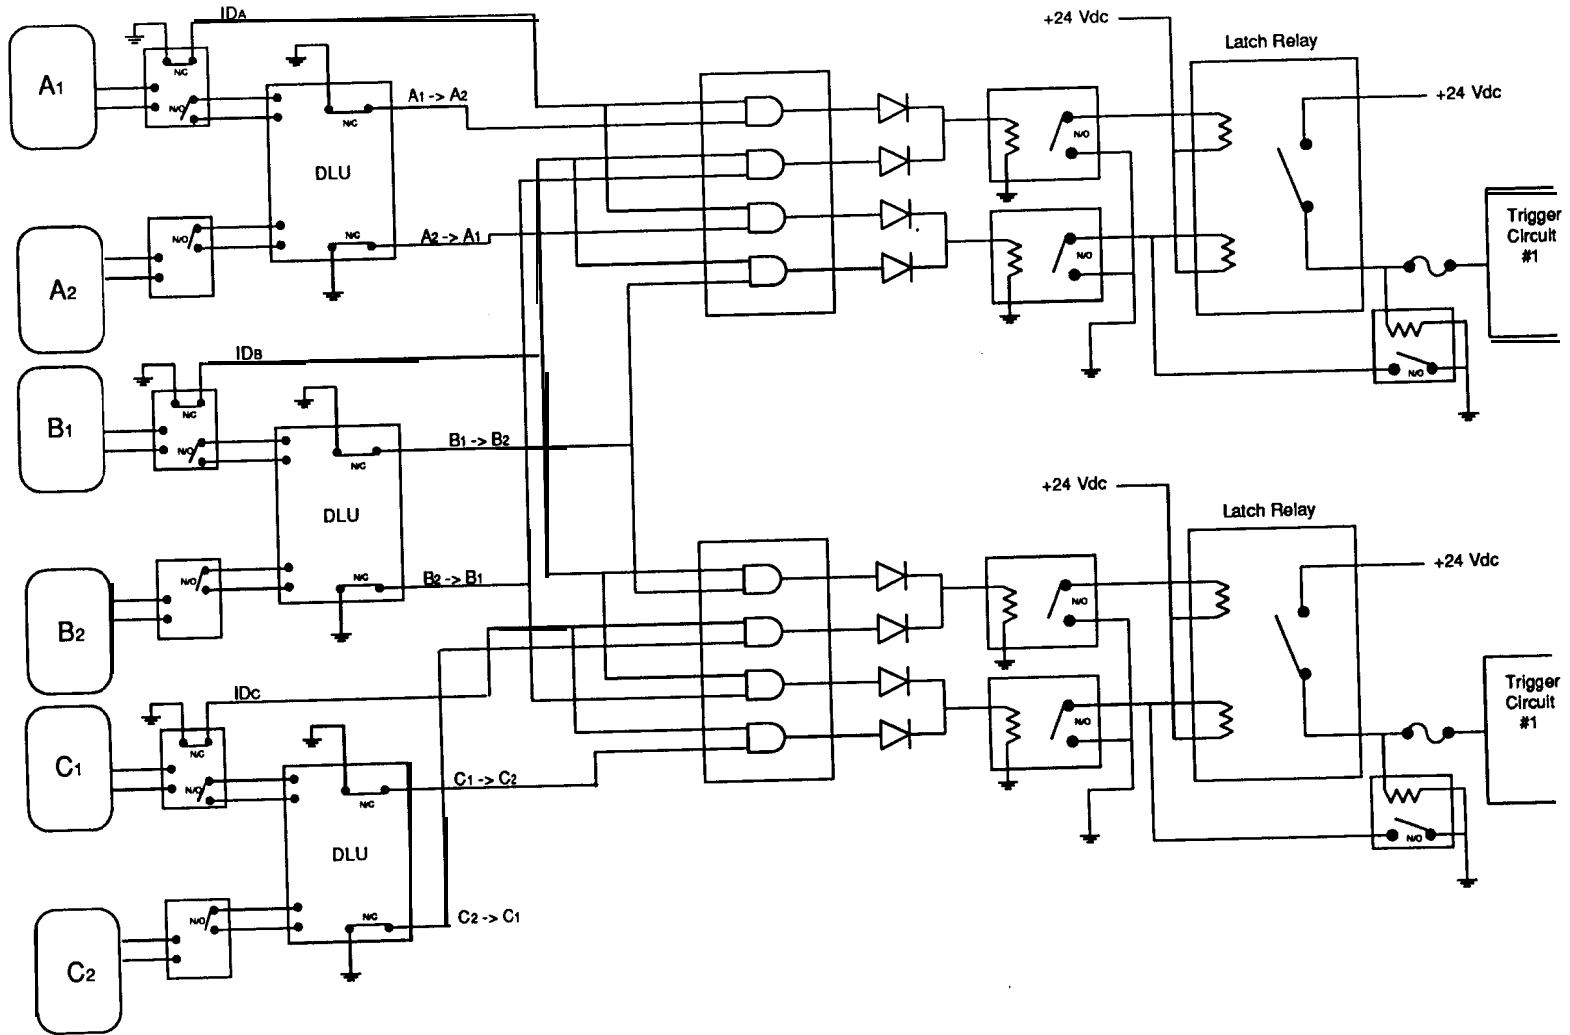 IDA
+24 Vdc
Latch Relay
A1
N/C
N/O
A1 -> A2
N/C
DLU
+24 Vdc
N/O
N/O
A2 -> A1
N/C
N/O
A2
Trigger
Circuit
#1
N/O
IDB
B1
N/C
N/O
B1 -> B2
N/C
DLU
+24 Vdc
Latch Relay
N/O
B2 -> B1
N/C
B2
+24 Vdc
N/O
IDC
C1
N/C
N/O
C1 -> C2
N/C
DLU
N/O
Trigger
Circuit
#1
N/O
N/O
N/C
C2 -> C1
C2